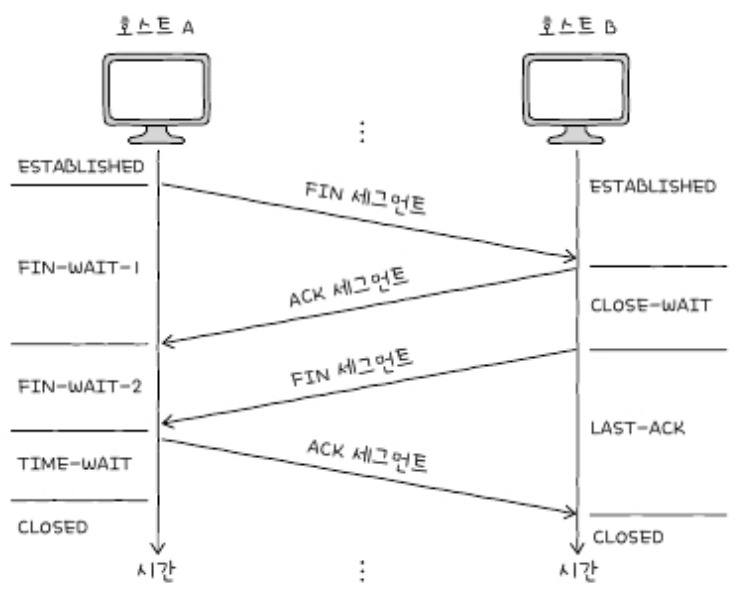 호스트 A
호스트 B
ESTABLISHED
ESTABLISHED
FIN 세그먼트
FIN-WAIT-1
ACK 세그먼트
CLOSE-WAIT
FIN 세그먼트
FIN-WAIT-2
LAST-ACK
ACK 세그먼트
TIME-WAIT
CLOSED
CLOSED
시간
시간